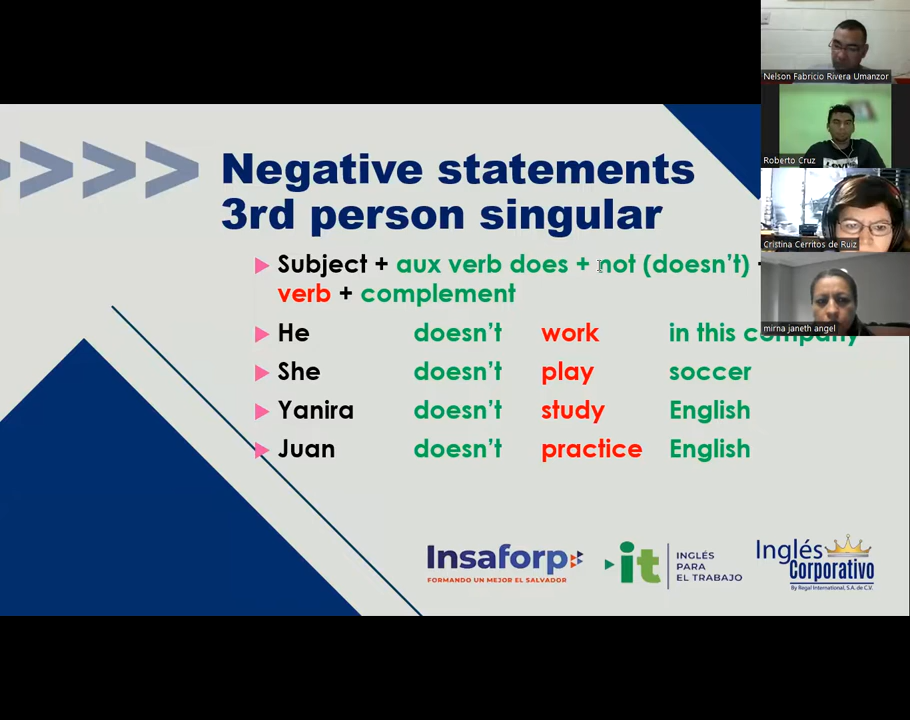 Negative statements
3rd person singular
Subject + aux verb does + not (doesn't)
verb + complement
He doesn't work in this company
She doesn't play soccer
Yanira doesn't study English
Juan doesn't practice English
Insaforp
FORMANDO UN MEJOR EL SALVADOR
it
INGLÉS
PARA
EL TRABAJO
Inglés
Corporativo
By Regal International, S.A. de C.V.
Nelson Fabricio Rivera Umanzor
Roberto Cruz
Cristina Cerritos de Ruiz
mirna janeth angel